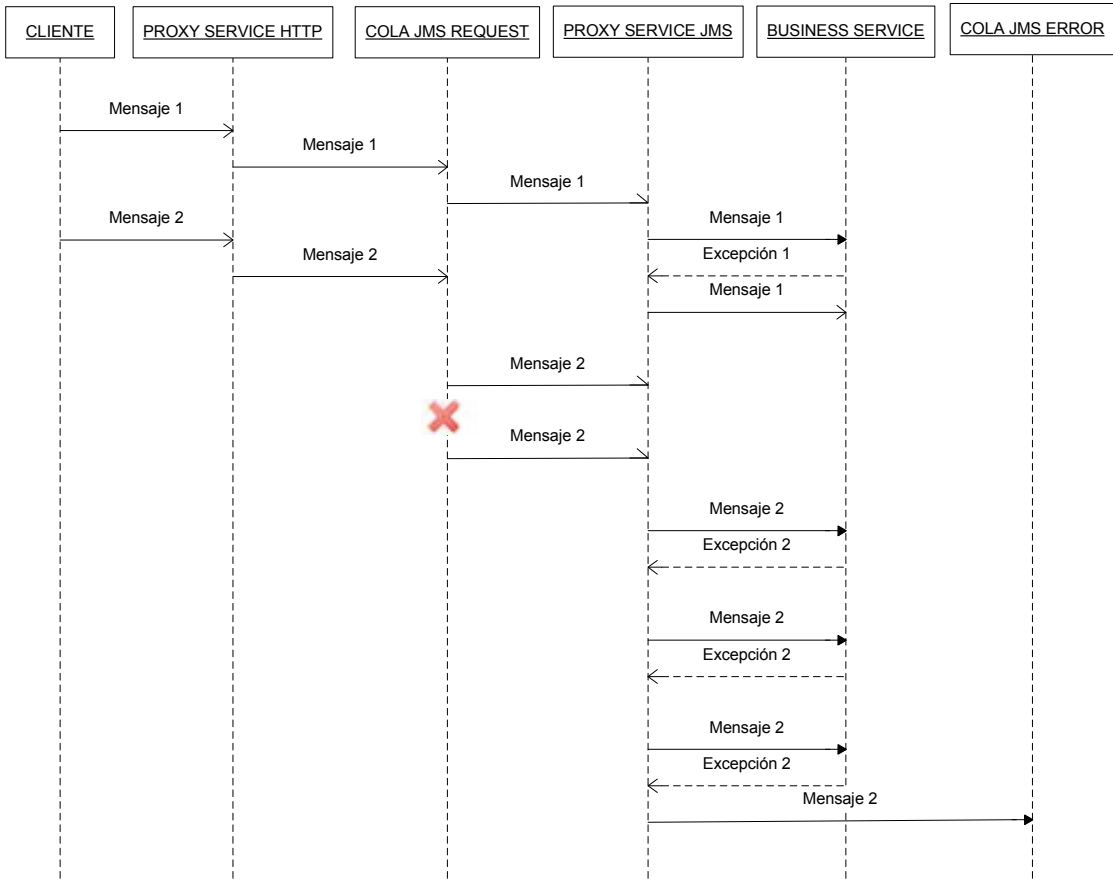 CLIENTE
PROXY SERVICE HTTP
COLA JMS REQUEST
PROXY SERVICE JMS
BUSINESS SERVICE
COLA JMS ERROR
Mensaje 1
Mensaje 1
Mensaje 1
Mensaje 2
Mensaje 1
Mensaje 2
Excepción 1
Mensaje 1
Mensaje 2
Mensaje 2
Mensaje 2
Excepción 2
Mensaje 2
Excepción 2
Mensaje 2
Excepción 2
Mensaje 2